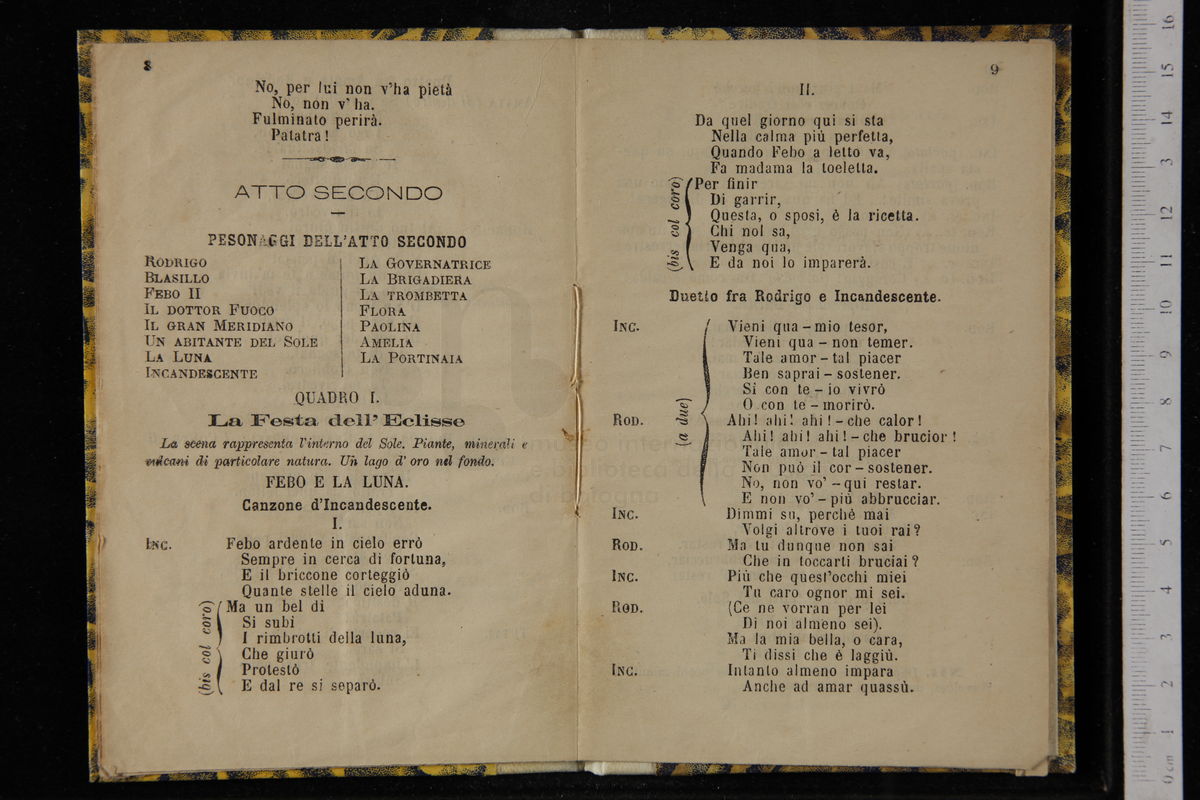 8
No, per lui non v'ha pietà
No, non v' ha.
Fulminato perirà.
Patatra!
ATTO SECONDO
PESONAGGI DELL'ATTO SECONDO
RODRIGO
BLASILLO
FEBO II
IL DOTTOR FUOCO
IL GRAN MERIDIANO
UN ABITANTE DEL SOLE
LA LUNA
INCANDESCENTE
LA GOVERNATRICE
LA BRIGADIERA
LA TROMBETTA
FLORA
PAOLINA
AMELIA
LA PORTINAIA
QUADRO I.
La Festa dell' Eclisse
La scena rappresenta l'interno del Sole. Piante, minerali e
vulcani di particolare natura. Un lago d' oro nel fondo.
FEBO E LA LUNA.
Canzone d'Incandescente.
I.
INC. Febo ardente in cielo errò
Sempre in cerca di fortuna,
E il briccone corteggiò
Quante stelle il cielo aduna.
(bis col coro)
Ma un bel di
Si subi
I rimbrotti della luna,
Che giurò
Protestò
E dal re si separò.
9
II.
Da quel giorno qui si sta
Nella calma più perfetta,
Quando Febo a letto va,
Fa madama la toeletta.
(bis col coro)
Per finir
Di garrir,
Questa, o sposi, è la ricetta.
Chi nol sa,
Venga qua,
E da noi lo imparerà.
Duetto fra Rodrigo e Incandescente.
(a due)
INC. Vieni qua – mio tesor,
Vieni qua – non temer.
Tale amor – tal piacer
Ben saprai – sostener.
Si con te – io vivrò
O con te – morirò.
ROD. Ahi! ahi! ahi! – che calor!
Ahi! ahi! ahi! – che brucior!
Tale amor – tal piacer
Non può il cor – sostener.
No, non vo' – qui restar.
E non vo' – più abbrucciar.
INC. Dimmi su, perchè mai
Volgi altrove i tuoi rai?
ROD. Ma tu dunque non sai
Che in toccarti bruciai?
INC. Più che quest'occhi miei
Tu caro ognor mi sei.
ROD. (Ce ne vorran per lei
Di noi almeno sei).
Ma la mia bella, o cara,
Ti dissi che è laggiù.
INC. Intanto almeno impara
Anche ad amar quassù.